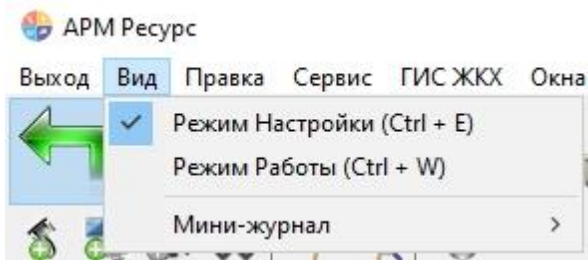 АРМ Ресурс
Выход Вид Правка Сервис ГИС ЖКХ Окна
Режим Настройки (Ctrl + E)
Режим Работы (Ctrl + W)
Мини-журнал